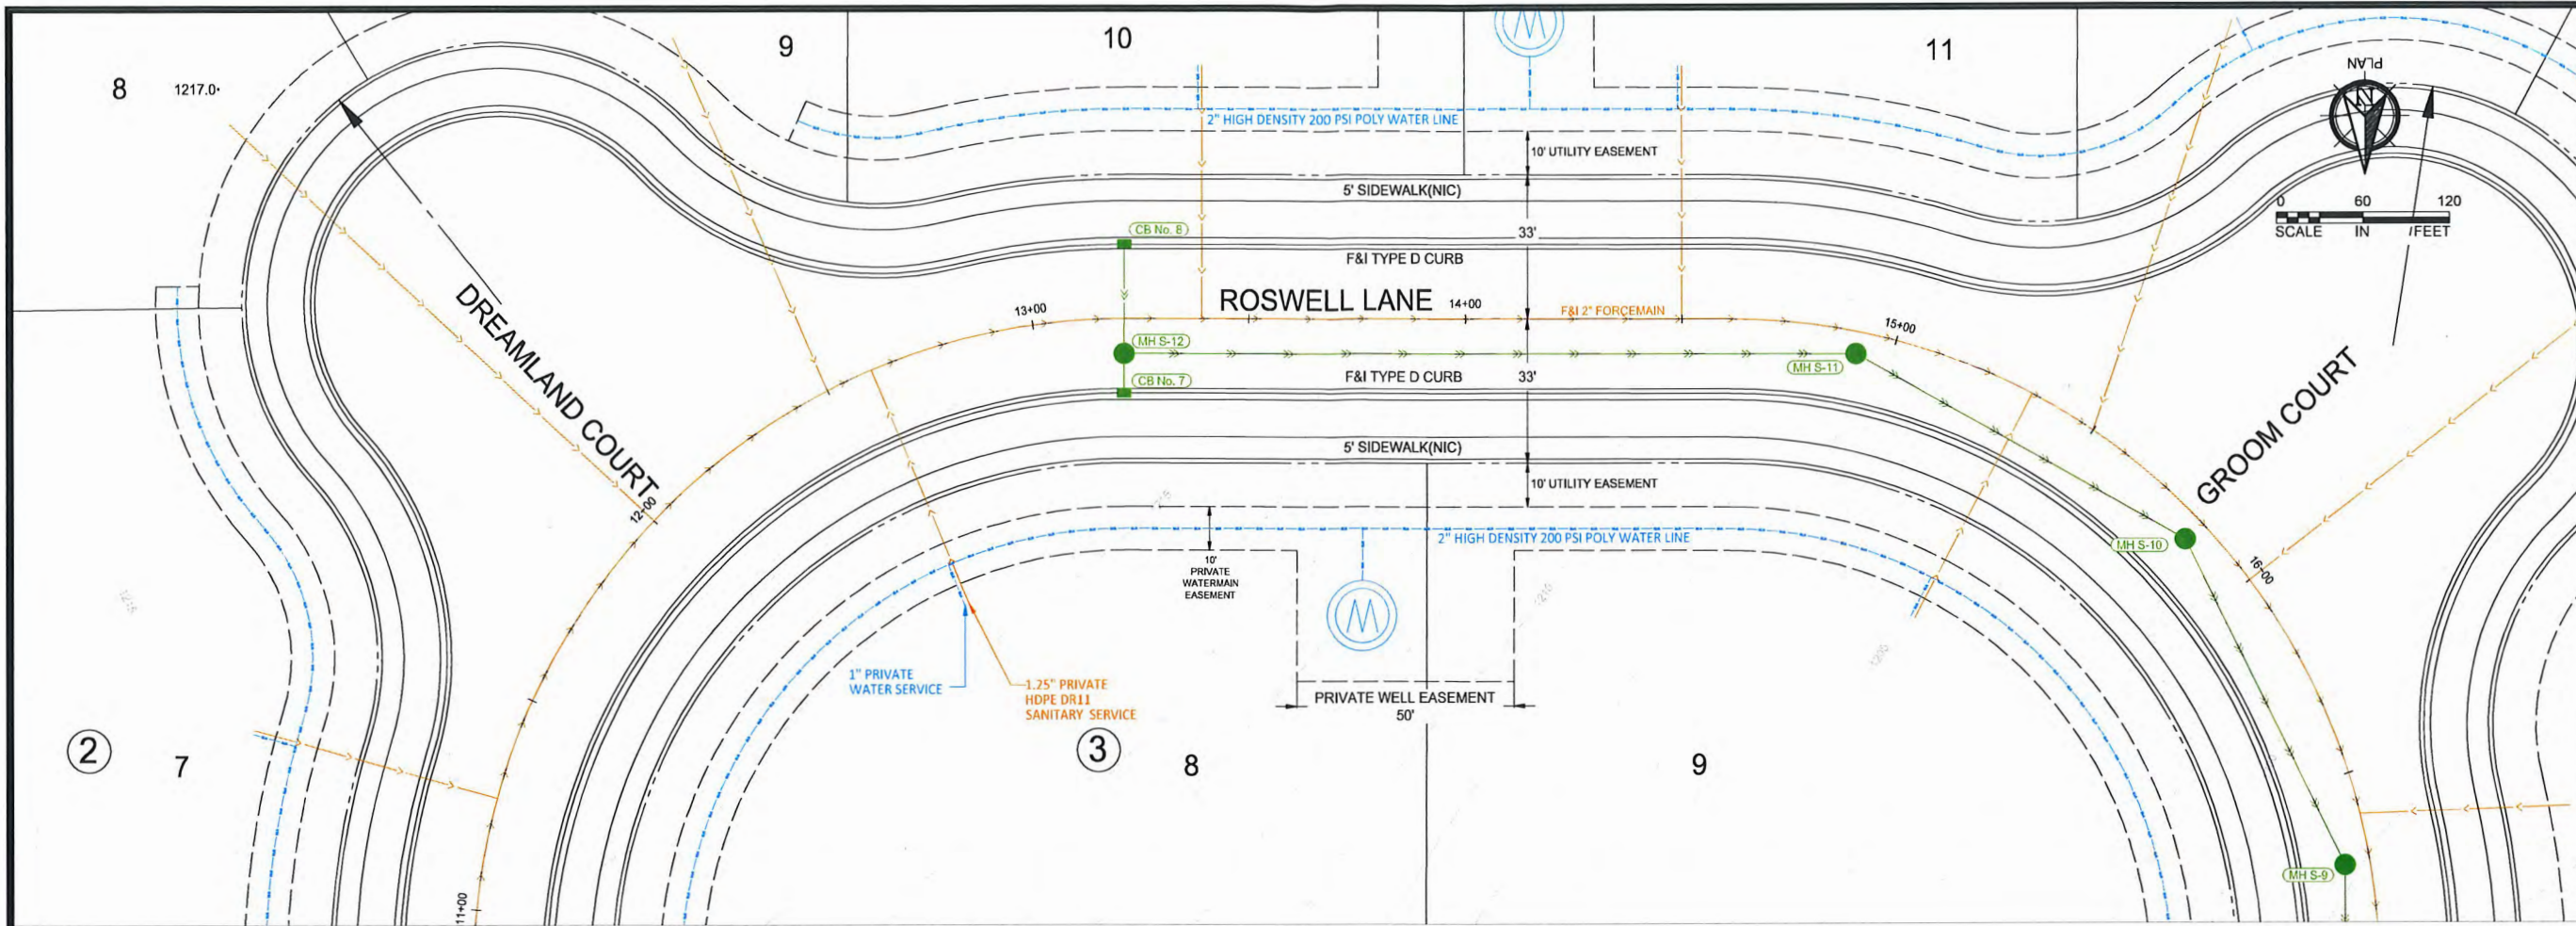 8
1217.0
9
10
11
PLAN
N
0 60 120
SCALE IN FEET
2" HIGH DENSITY 200 PSI POLY WATER LINE
10' UTILITY EASEMENT
5' SIDEWALK(NIC)
CB No. 8
33'
F&I TYPE D CURB
DREAMLAND COURT
13+00
ROSWELL LANE
14+00
F&I 2" FORCEMAIN
15+00
MH S-12
MH S-11
CB No. 7
F&I TYPE D CURB
33'
GROOM COURT
5' SIDEWALK(NIC)
12+00
1215
10' UTILITY EASEMENT
2" HIGH DENSITY 200 PSI POLY WATER LINE
MH S-10
16+00
10'
PRIVATE
WATERMAIN
EASEMENT
1215
1210
W
W
1205
1" PRIVATE
WATER SERVICE
1.25" PRIVATE
HDPE DR11
SANITARY SERVICE
PRIVATE WELL EASEMENT
50'
2
7
3
8
9
MH S-9
11+00